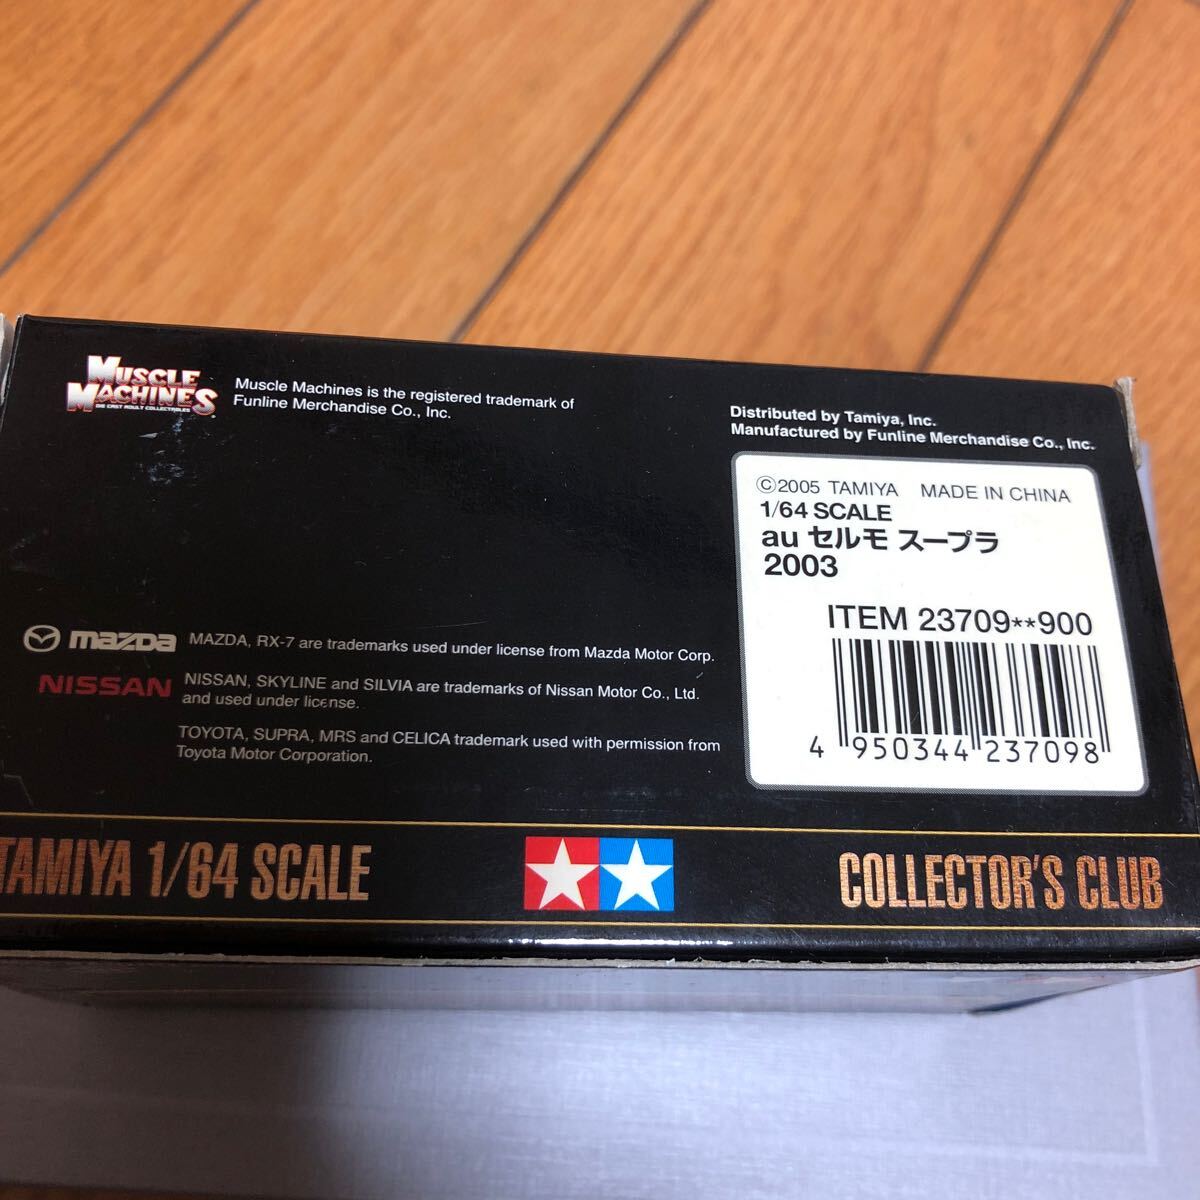 MUSCLE
MACHINES
DIE CAST ADULT COLLECTABLES
Muscle Machines is the registered trademark of
Funline Merchandise Co., Inc.
Distributed by Tamiya, Inc.
Manufactured by Funline Merchandise Co., Inc.
©2005 TAMIYA MADE IN CHINA
1/64 SCALE
au セルモ スープラ
2003
ITEM 23709**900
4 950344 237098
mazda MAZDA, RX-7 are trademarks used under license from Mazda Motor Corp.
NISSAN NISSAN, SKYLINE and SILVIA are trademarks of Nissan Motor Co., Ltd.
and used under license.
TOYOTA, SUPRA, MRS and CELICA trademark used with permission from
Toyota Motor Corporation.
TAMIYA 1/64 SCALE
COLLECTOR'S CLUB